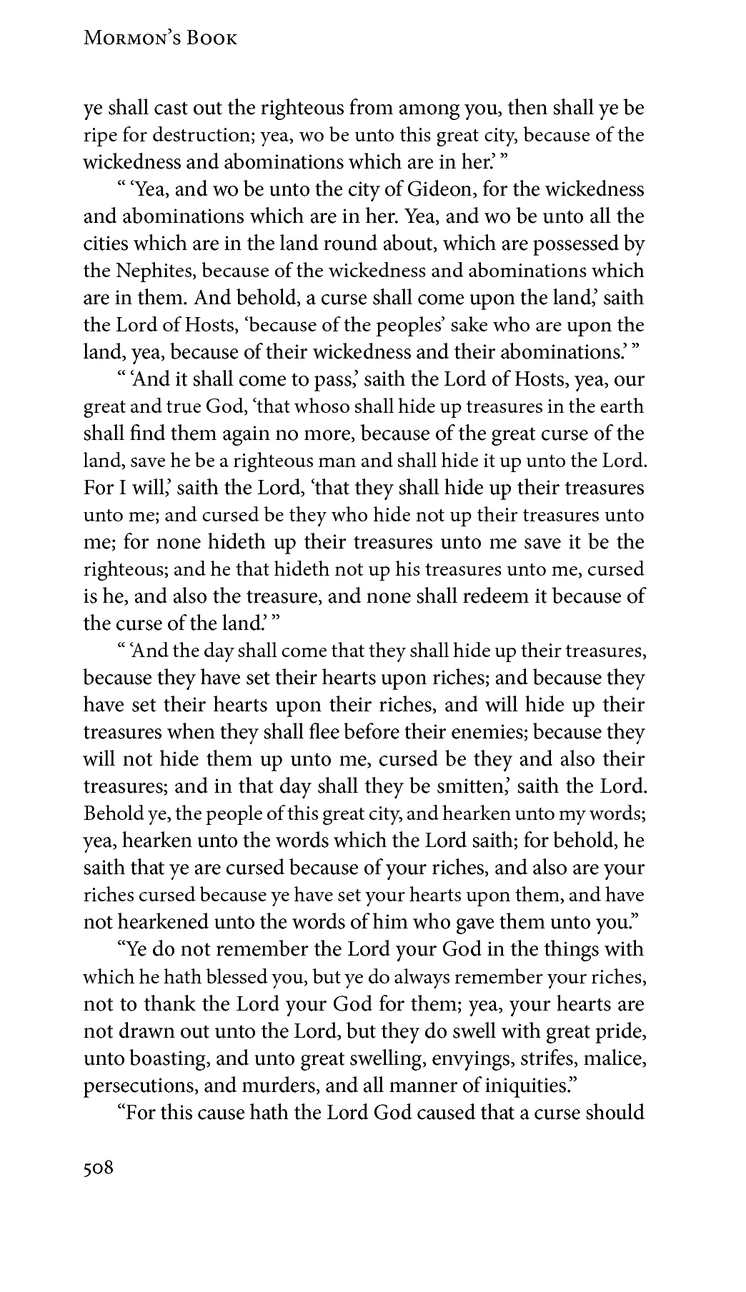 Mormon’s Book
ye shall cast out the righteous from among you, then shall ye be
ripe for destruction; yea, wo be unto this great city, because of the
wickedness and abominations which are in her.’ ”
“ ‘Yea, and wo be unto the city of Gideon, for the wickedness
and abominations which are in her. Yea, and wo be unto all the
cities which are in the land round about, which are possessed by
the Nephites, because of the wickedness and abominations which
are in them. And behold, a curse shall come upon the land,’ saith
the Lord of Hosts, ‘because of the peoples’ sake who are upon the
land, yea, because of their wickedness and their abominations.’ ”
“ ‘And it shall come to pass,’ saith the Lord of Hosts, yea, our
great and true God, ‘that whoso shall hide up treasures in the earth
shall find them again no more, because of the great curse of the
land, save he be a righteous man and shall hide it up unto the Lord.
For I will,’ saith the Lord, ‘that they shall hide up their treasures
unto me; and cursed be they who hide not up their treasures unto
me; for none hideth up their treasures unto me save it be the
righteous; and he that hideth not up his treasures unto me, cursed
is he, and also the treasure, and none shall redeem it because of
the curse of the land.’ ”
“ ‘And the day shall come that they shall hide up their treasures,
because they have set their hearts upon riches; and because they
have set their hearts upon their riches, and will hide up their
treasures when they shall flee before their enemies; because they
will not hide them up unto me, cursed be they and also their
treasures; and in that day shall they be smitten,’ saith the Lord.
Behold ye, the people of this great city, and hearken unto my words;
yea, hearken unto the words which the Lord saith; for behold, he
saith that ye are cursed because of your riches, and also are your
riches cursed because ye have set your hearts upon them, and have
not hearkened unto the words of him who gave them unto you.”
“Ye do not remember the Lord your God in the things with
which he hath blessed you, but ye do always remember your riches,
not to thank the Lord your God for them; yea, your hearts are
not drawn out unto the Lord, but they do swell with great pride,
unto boasting, and unto great swelling, envyings, strifes, malice,
persecutions, and murders, and all manner of iniquities.”
“For this cause hath the Lord God caused that a curse should
508